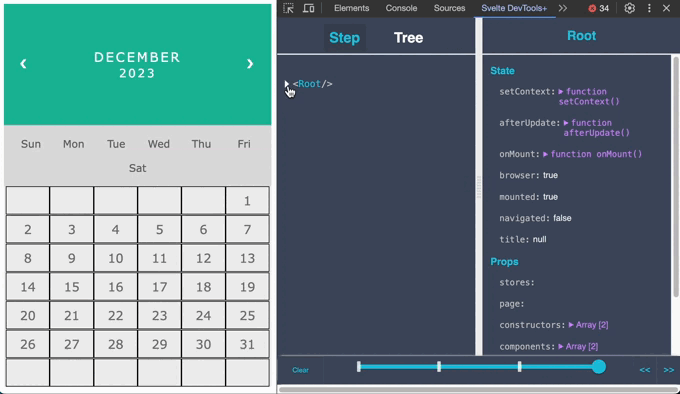 ‹ DECEMBER ›
2023
Sun Mon Tue Wed Thu Fri
Sat
1
2 3 4 5 6 7
8 9 10 11 12 13
14 15 16 17 18 19
20 21 22 23 24 25
26 27 28 29 30 31
Elements Console Sources Svelte DevTools+ 34
Step Tree
<Root/>
Root
State
setContext: function
setContext()
afterUpdate: function
afterUpdate()
onMount: function onMount()
browser: true
mounted: true
navigated: false
title: null
Props
stores:
page:
constructors: Array [2]
components: Array [2]
Clear << >>